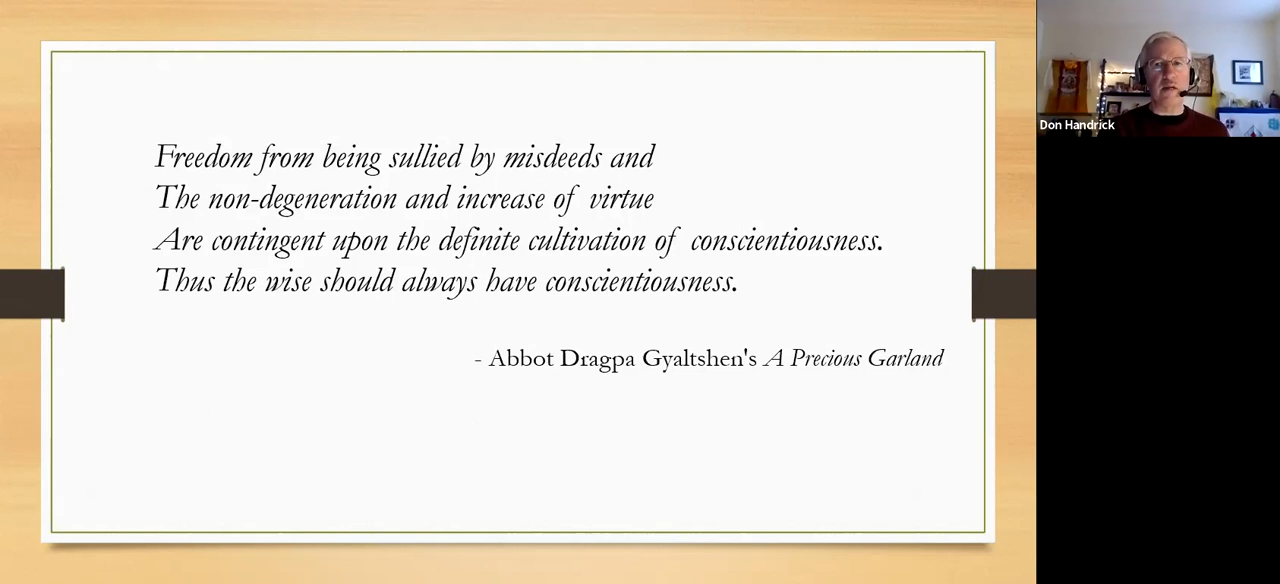 Freedom from being sullied by misdeeds and
The non-degeneration and increase of virtue
Are contingent upon the definite cultivation of conscientiousness.
Thus the wise should always have conscientiousness.
- Abbot Dragpa Gyaltshen's A Precious Garland
Don Handrick